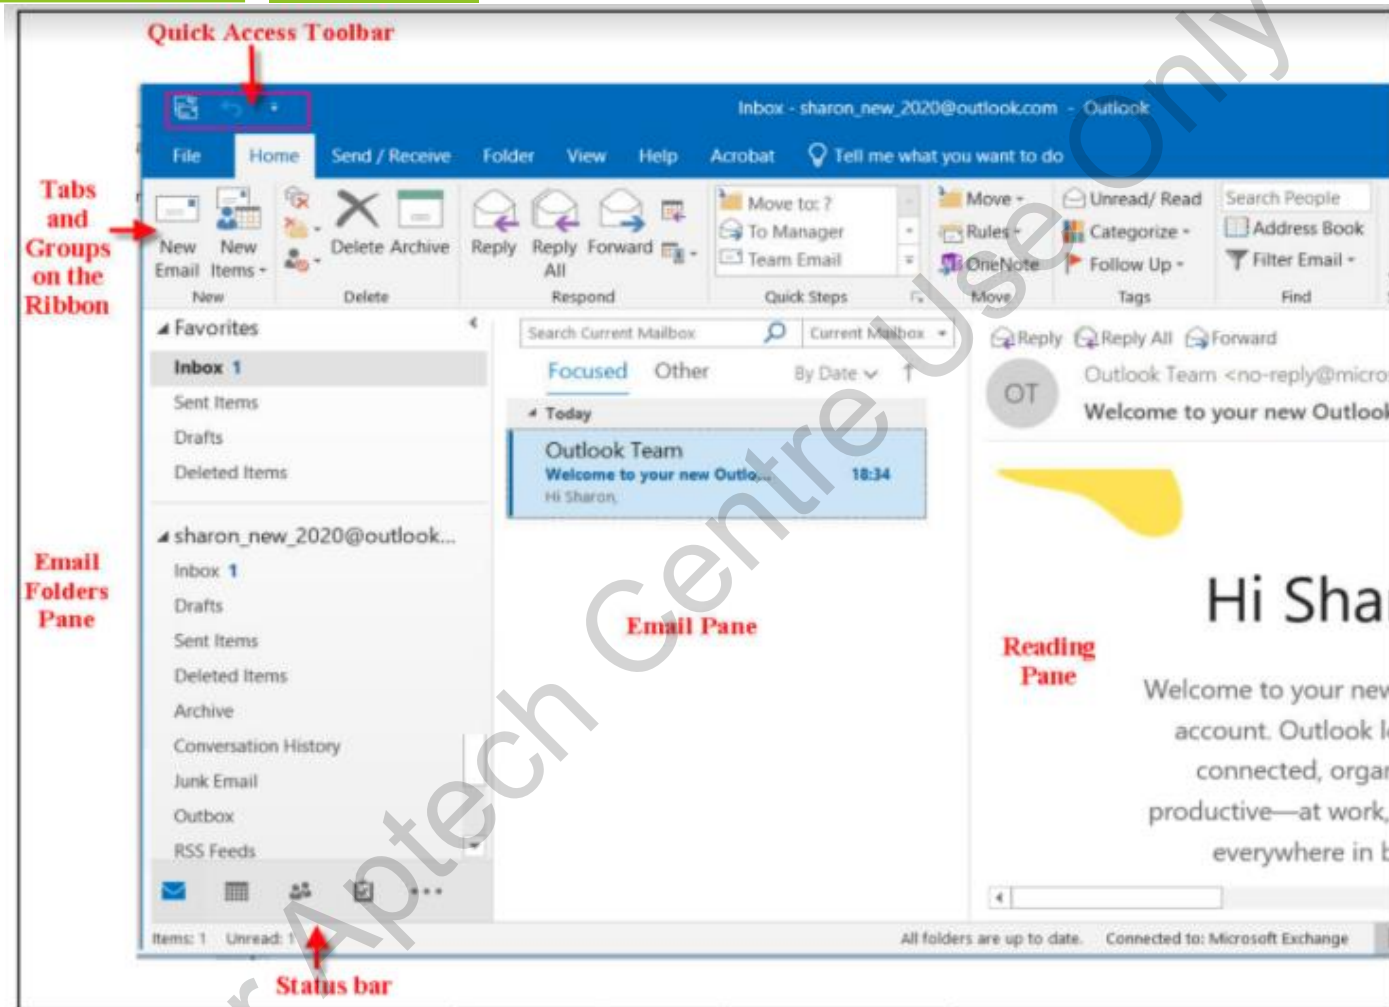 Quick Access Toolbar
Inbox - sharon_new_2020@outlook.com - Outlook
File Home Send / Receive Folder View Help Acrobat Tell me what you want to do
Tabs
and
Groups
on the
Ribbon
New
Email
New
Items
New
Delete Archive
Delete
Reply
Reply
All
Forward
Respond
Move to: ?
To Manager
Team Email
Quick Steps
Move
Rules
OneNote
Move
Unread/ Read
Categorize
Follow Up
Tags
Search People
Address Book
Filter Email
Find
Favorites
Inbox 1
Sent Items
Drafts
Deleted Items
sharon_new_2020@outlook...
Inbox 1
Drafts
Sent Items
Deleted Items
Archive
Conversation History
Junk Email
Outbox
RSS Feeds
Email
Folders
Pane
Search Current Mailbox Current Mailbox
Focused Other By Date
Today
Outlook Team
Welcome to your new Outlo... 18:34
Hi Sharon,
Email Pane
Reply Reply All Forward
OT
Outlook Team <no-reply@micro
Welcome to your new Outlook
Hi Sha
Reading
Pane
Welcome to your new
account. Outlook l
connected, orga
productive—at work,
everywhere in b
Items: 1 Unread: 1 All folders are up to date. Connected to: Microsoft Exchange
Status bar
r Aptech Centre Use Only